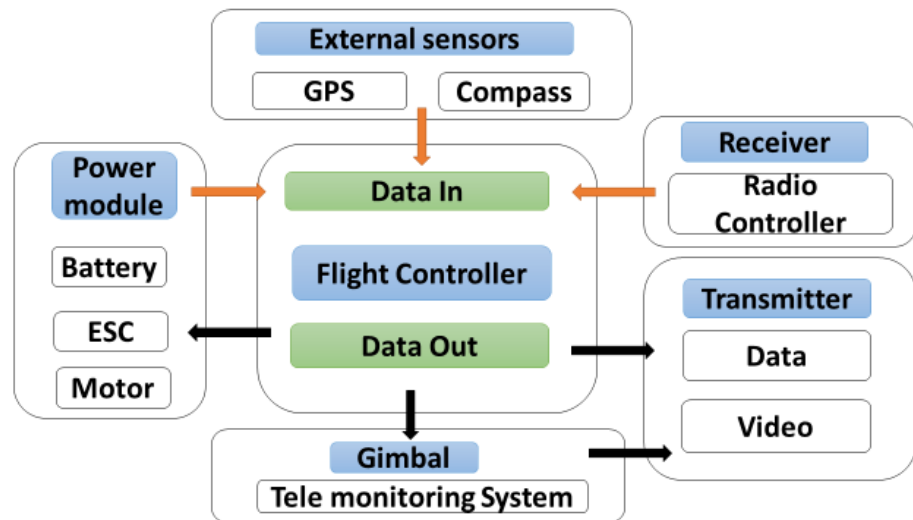 External sensors
GPS
Compass
Power
module
Battery
ESC
Motor
Data In
Flight Controller
Data Out
Receiver
Radio
Controller
Transmitter
Data
Video
Gimbal
Tele monitoring System